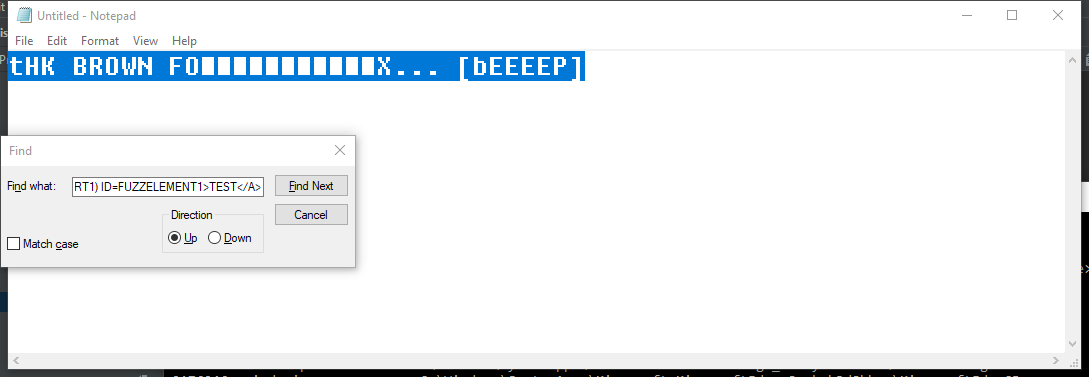 Untitled - Notepad
File Edit Format View Help
tHK BROWN FO■■■■■■■■■■■X... [bEEEEP]
Find
Find what: RT1) ID=FUZZELEMENT1>TEST</A> Find Next
Direction Cancel
Match case Up Down